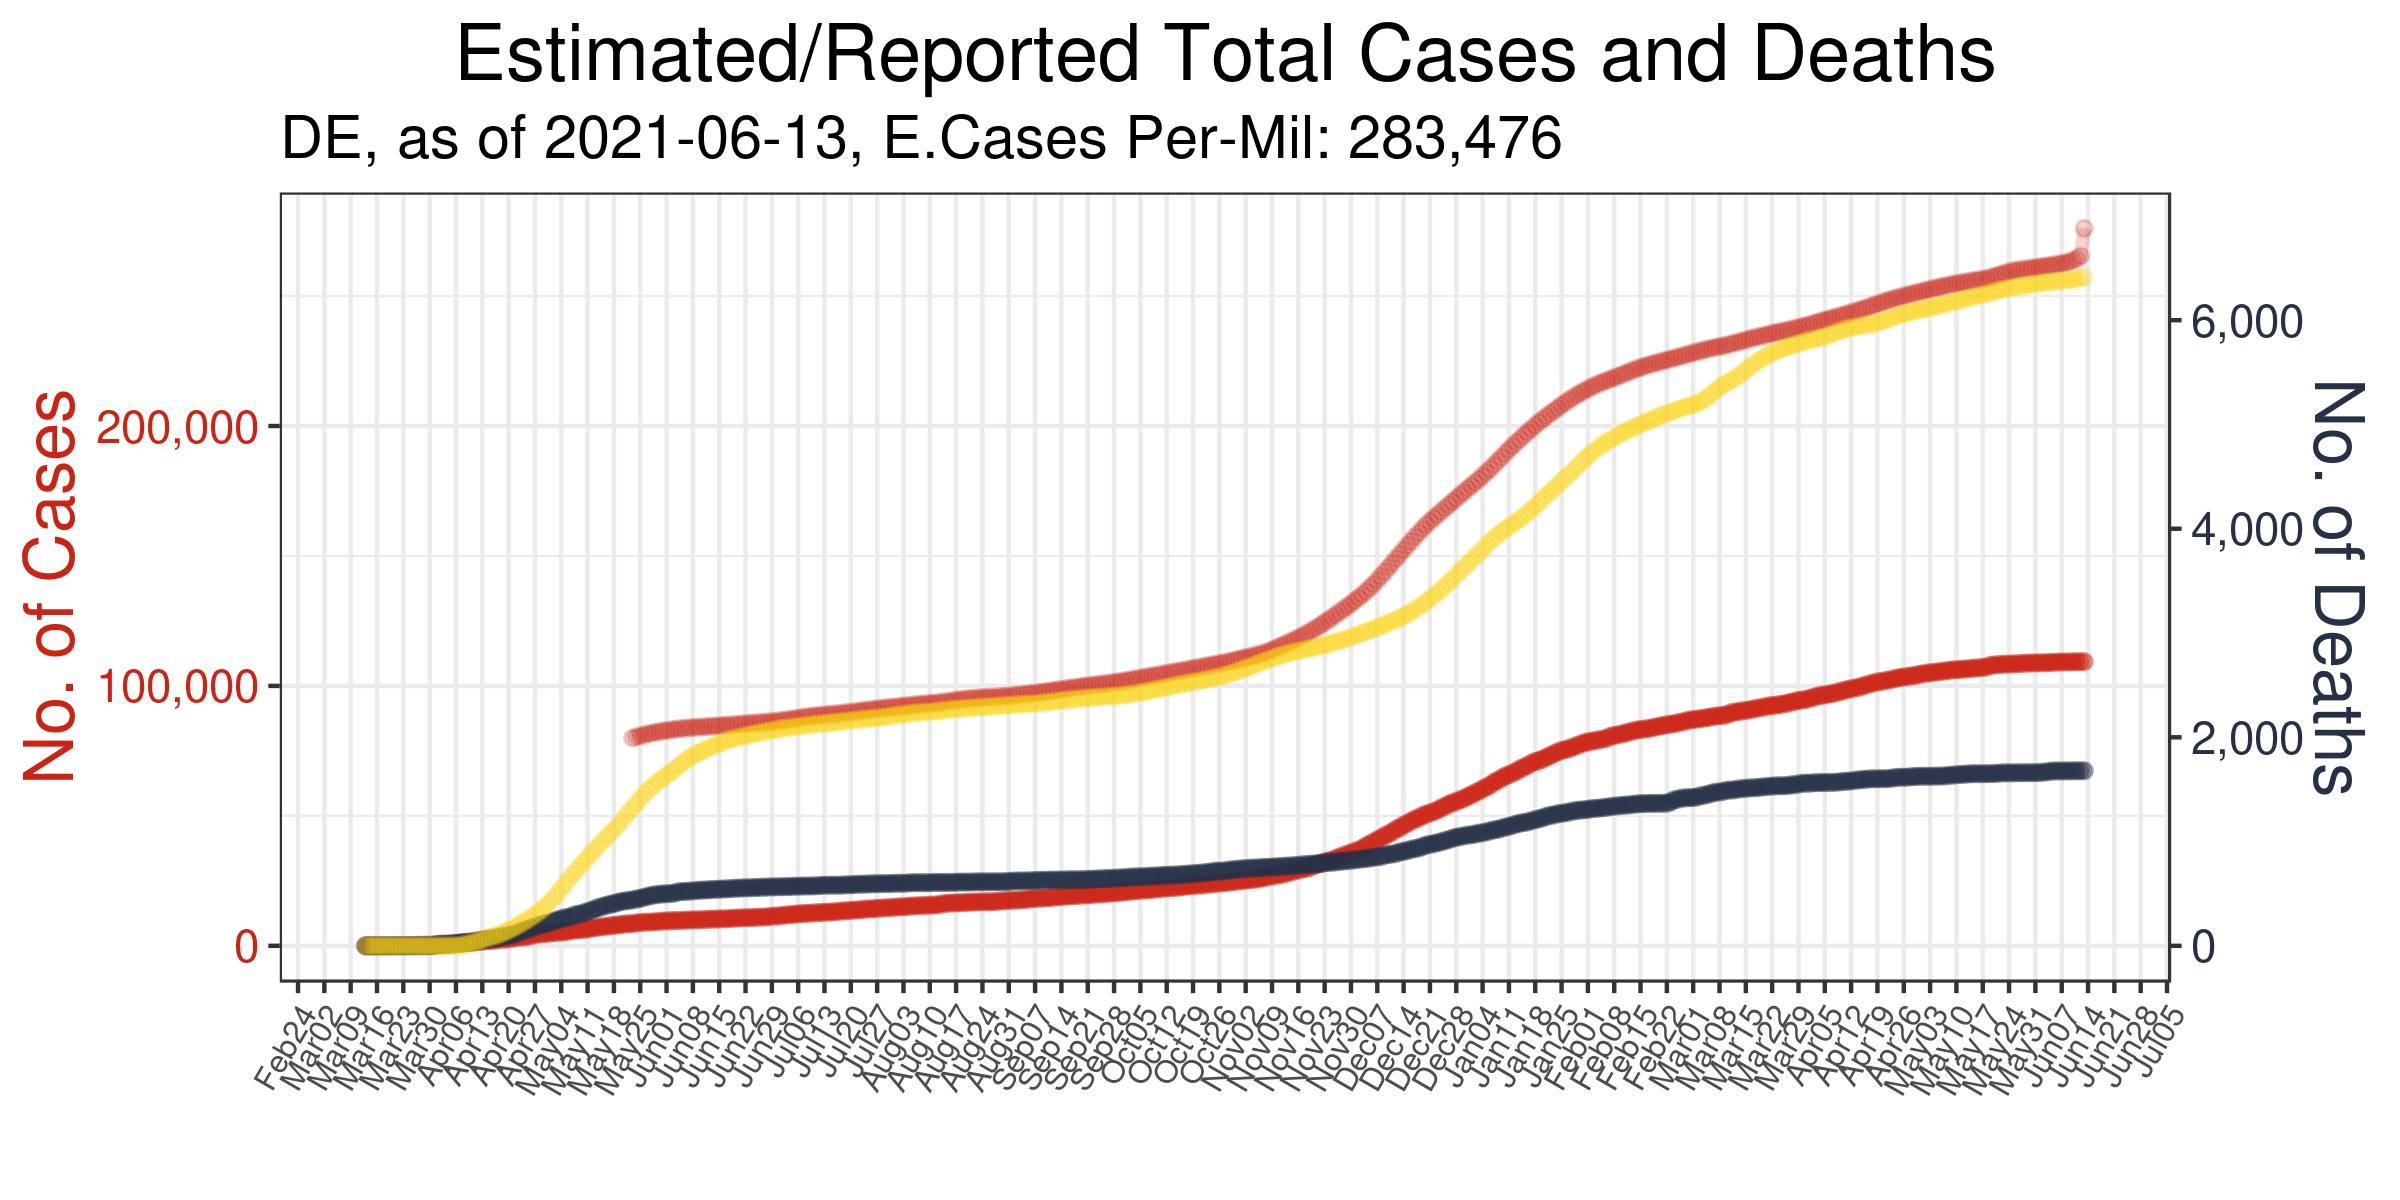 Estimated/Reported Total Cases and Deaths
DE, as of 2021-06-13, E.Cases Per-Mil: 283,476
No. of Cases
200,000
100,000
0
6,000
4,000
2,000
0
No. of Deaths
Feb24
Mar02
Mar09
Mar16
Mar23
Mar30
Apr06
Apr13
Apr20
Apr27
May04
May11
May18
May25
Jun01
Jun08
Jun15
Jun22
Jun29
Jul06
Jul13
Jul20
Jul27
Aug03
Aug10
Aug17
Aug24
Aug31
Sep07
Sep14
Sep21
Sep28
Oct05
Oct12
Oct19
Oct26
Nov02
Nov09
Nov16
Nov23
Nov30
Dec07
Dec14
Dec21
Dec28
Jan04
Jan11
Jan18
Jan25
Feb01
Feb08
Feb15
Feb22
Mar01
Mar08
Mar15
Mar22
Mar29
Apr05
Apr12
Apr19
Apr26
May03
May10
May17
May24
May31
Jun07
Jun14
Jun21
Jun28
Jul05